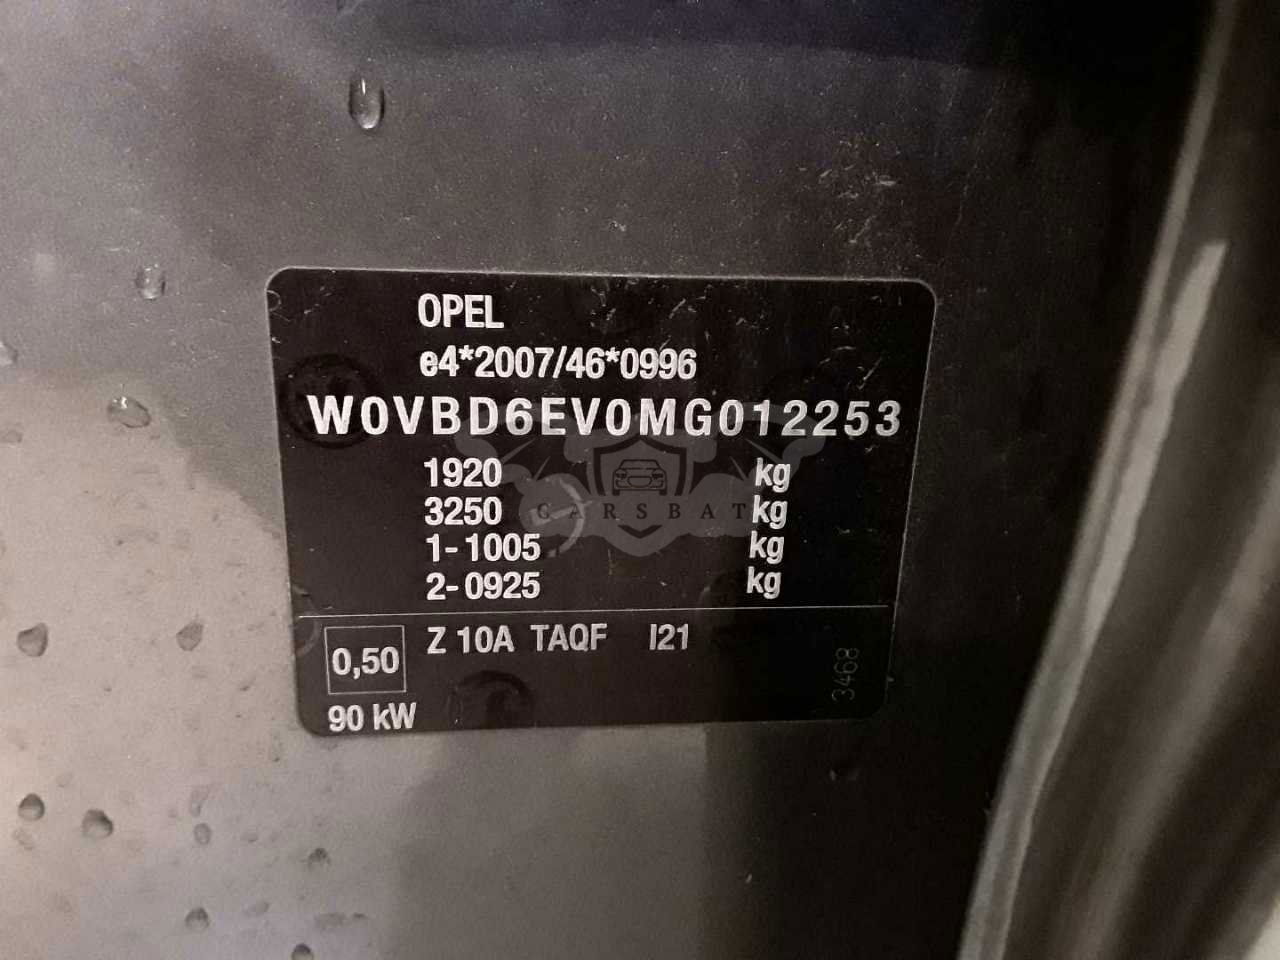 OPEL
e4*2007/46*0996
W0VBD6EV0MG012253
1920 kg
3250 kg
CARSBAT
1-1005 kg
2-0925 kg
0,50 Z 10A TAQF I21
90 kW
3468